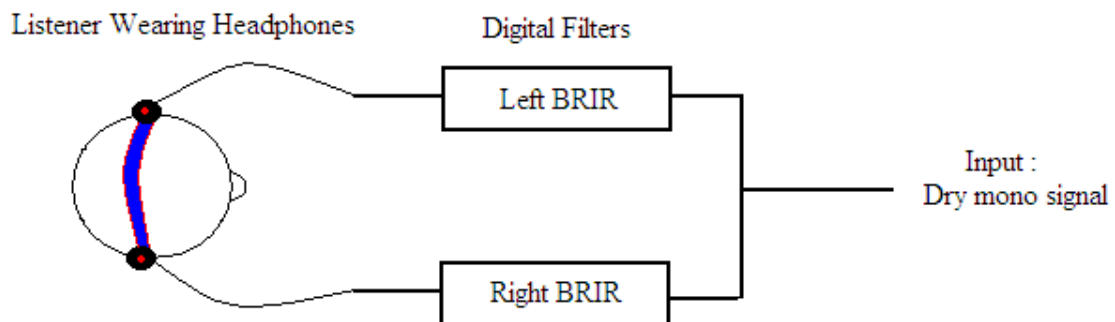 Listener Wearing Headphones
Digital Filters
Left BRIR
Input :
Dry mono signal
Right BRIR